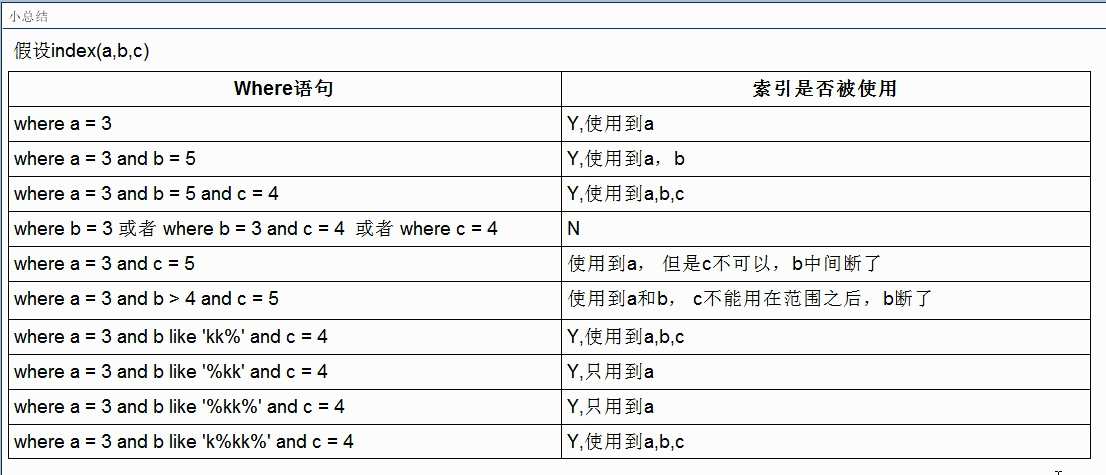 小总结
假设index(a,b,c)
Where语句 索引是否被使用
where a = 3 Y,使用到a
where a = 3 and b = 5 Y,使用到a，b
where a = 3 and b = 5 and c = 4 Y,使用到a,b,c
where b = 3 或者 where b = 3 and c = 4 或者 where c = 4 N
where a = 3 and c = 5 使用到a， 但是c不可以，b中间断了
where a = 3 and b > 4 and c = 5 使用到a和b， c不能用在范围之后，b断了
where a = 3 and b like 'kk%' and c = 4 Y,使用到a,b,c
where a = 3 and b like '%kk' and c = 4 Y,只用到a
where a = 3 and b like '%kk%' and c = 4 Y,只用到a
where a = 3 and b like 'k%kk%' and c = 4 Y,使用到a,b,c